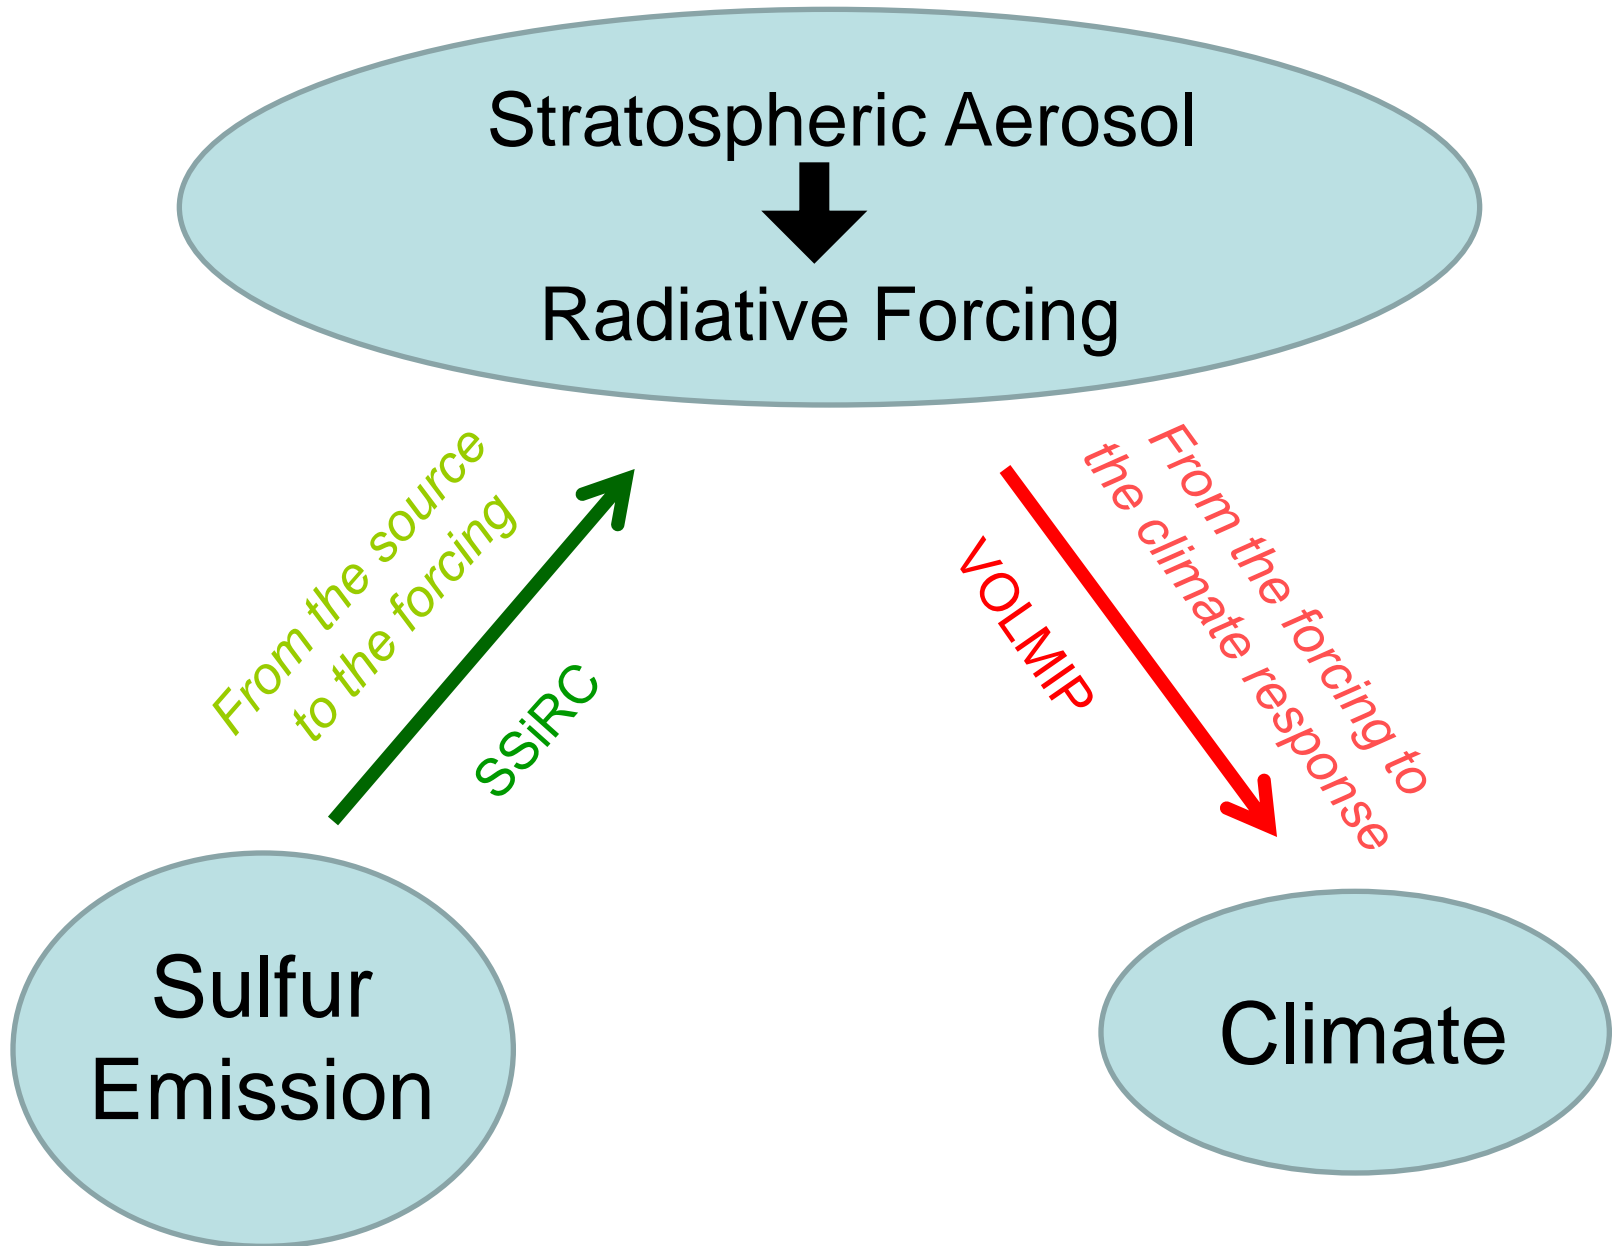 Stratospheric Aerosol
Radiative Forcing
From the source
to the forcing
SSiRC
VOLMIP
From the forcing to
the climate response
Sulfur
Emission
Climate